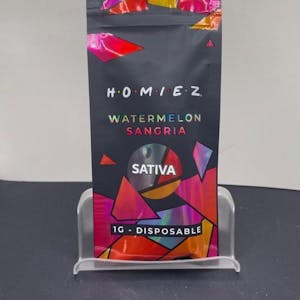 H·O·M·I·E·Z
WATERMELON
SANGRIA
SATIVA
1G - DISPOSABLE